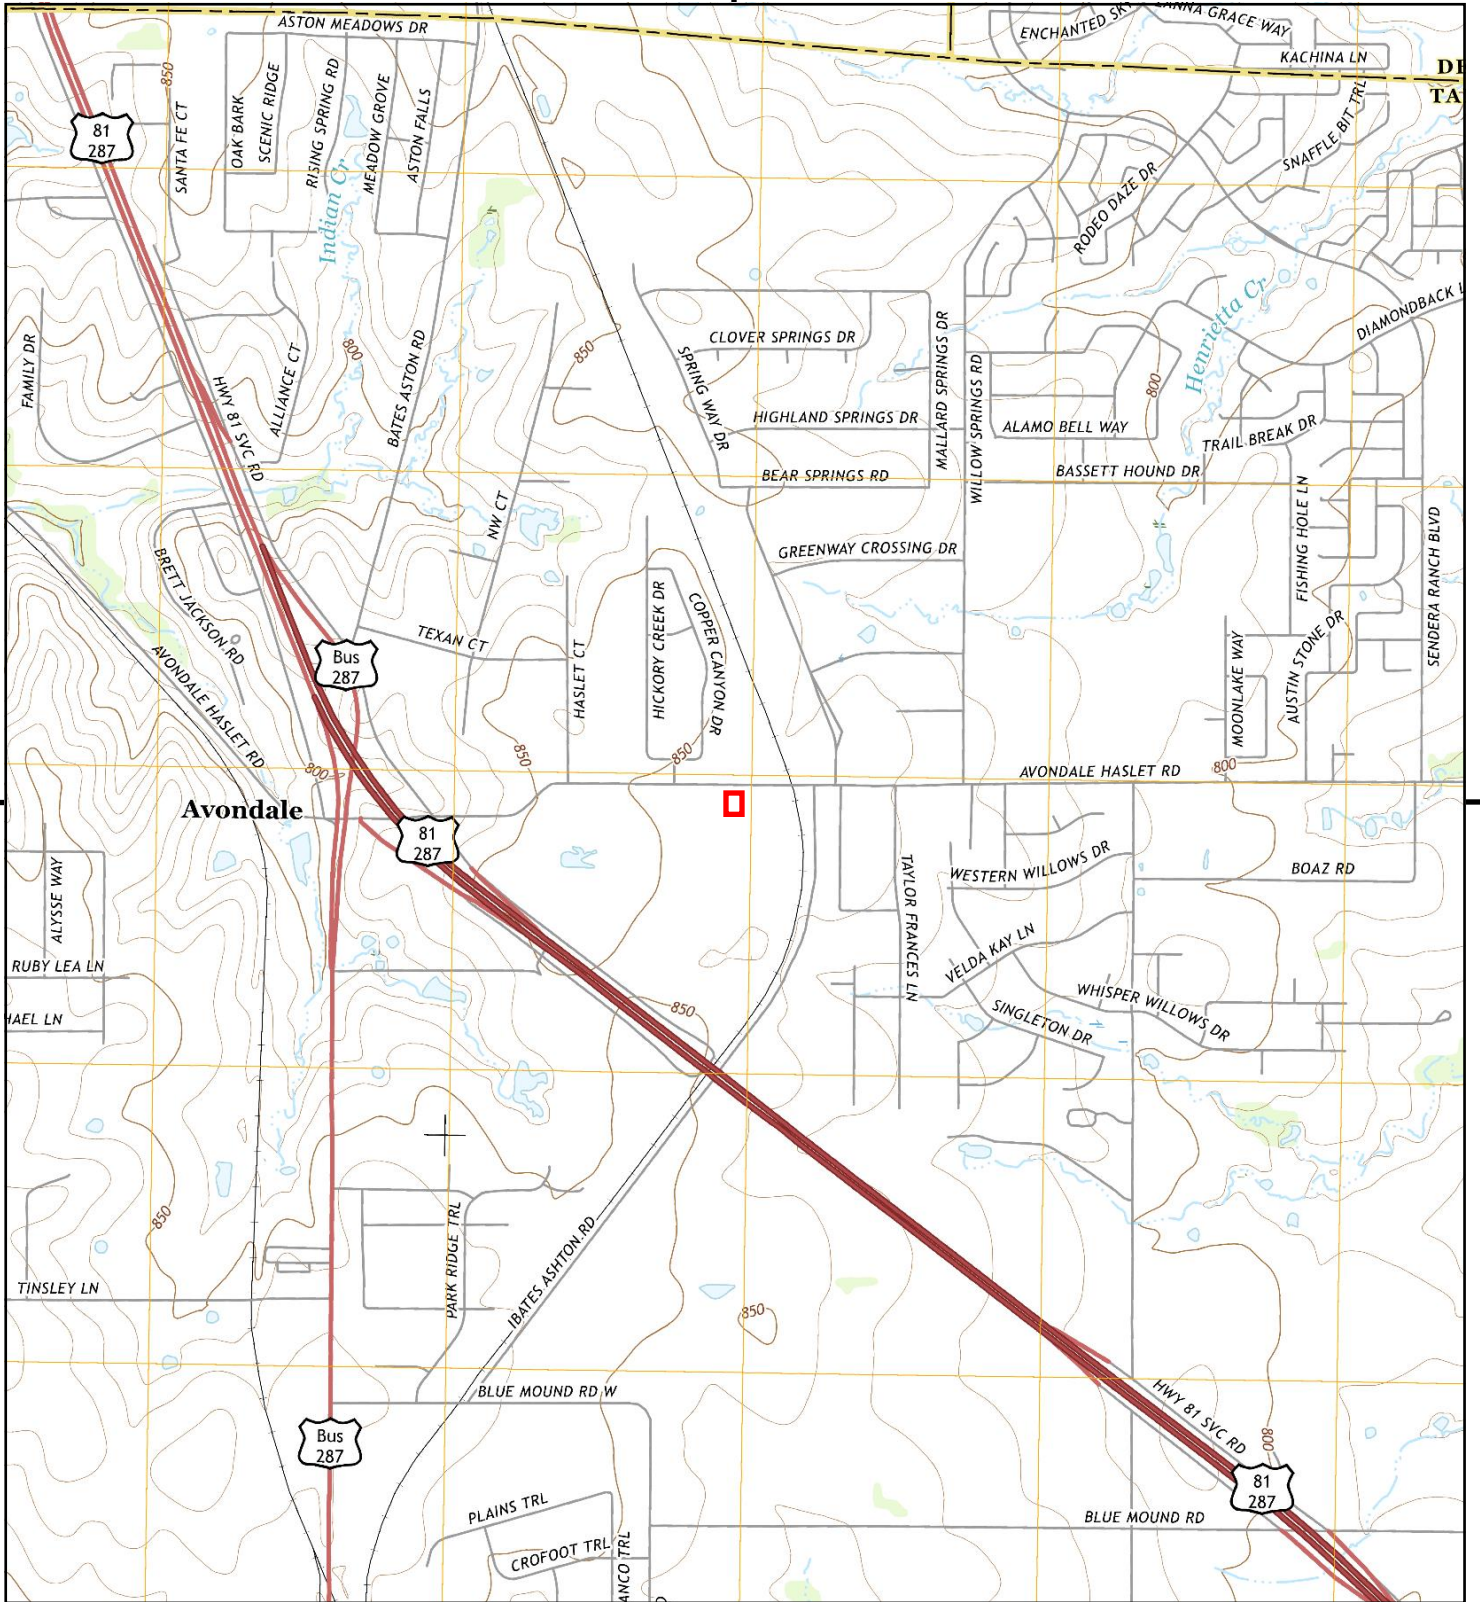 ASTON MEADOWS DR
ENCHANTED SK
ANNA GRACE WAY
KACHINA LN
DE
TA
81
287
850
SANTA FE CT
OAK BARK
SCENIC RIDGE
RISING SPRING RD
MEADOW GROVE
ASTON FALLS
Indian Cr
SNAFFLE BIT TRL
RODEO DAZE DR
Henrietta Cr
DIAMONDBACK L
FAMILY DR
HWY 81 SVC RD
ALLIANCE CT
800
BATES ASTON RD
850
SPRING WAY DR
CLOVER SPRINGS DR
MALLARD SPRINGS DR
WILLOW SPRINGS RD
800
HIGHLAND SPRINGS DR
ALAMO BELL WAY
TRAIL BREAK DR
BEAR SPRINGS RD
BASSETT HOUND DR
NW CT
FISHING HOLE LN
SENDERA RANCH BLVD
GREENWAY CROSSING DR
BRETT JACKSON RD
AVONDALE HASLET RD
Bus
287
TEXAN CT
HASLET CT
HICKORY CREEK DR
COPPER CANYON DR
MOONLAKE WAY
AUSTIN STONE DR
850
850
800
AVONDALE HASLET RD
800
Avondale
81
287
ALYSSE WAY
TAYLOR FRANCES LN
WESTERN WILLOWS DR
BOAZ RD
VELDA KAY LN
RUBY LEA LN
WHISPER WILLOWS DR
HAEL LN
850
SINGLETON DR
850
PARK RIDGE TRL
IBATES ASHTON RD
TINSLEY LN
850
BLUE MOUND RD W
HWY 81 SVC RD
Bus
287
800
81
287
PLAINS TRL
BLUE MOUND RD
CROFOOT TRL
ANCO TRL